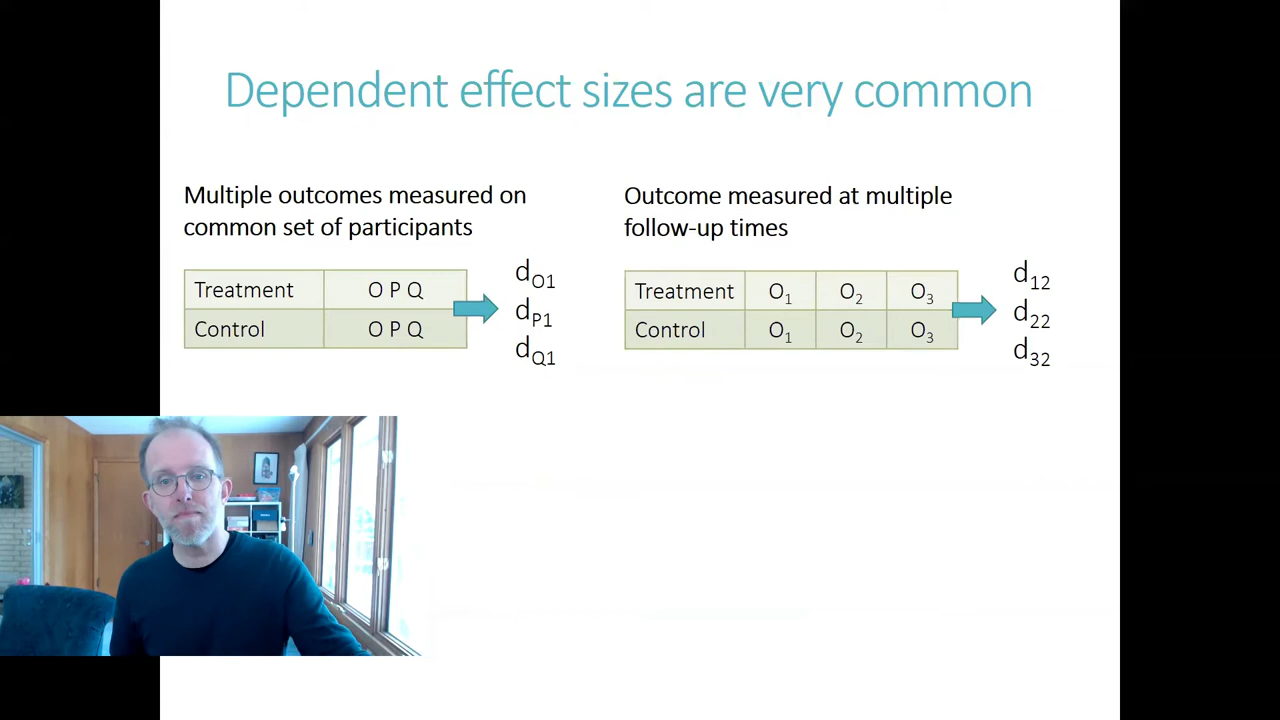 Dependent effect sizes are very common
Multiple outcomes measured on
common set of participants
Treatment O P Q
Control O P Q
dO1
dP1
dQ1
Outcome measured at multiple
follow-up times
Treatment O1 O2 O3
Control O1 O2 O3
d12
d22
d32